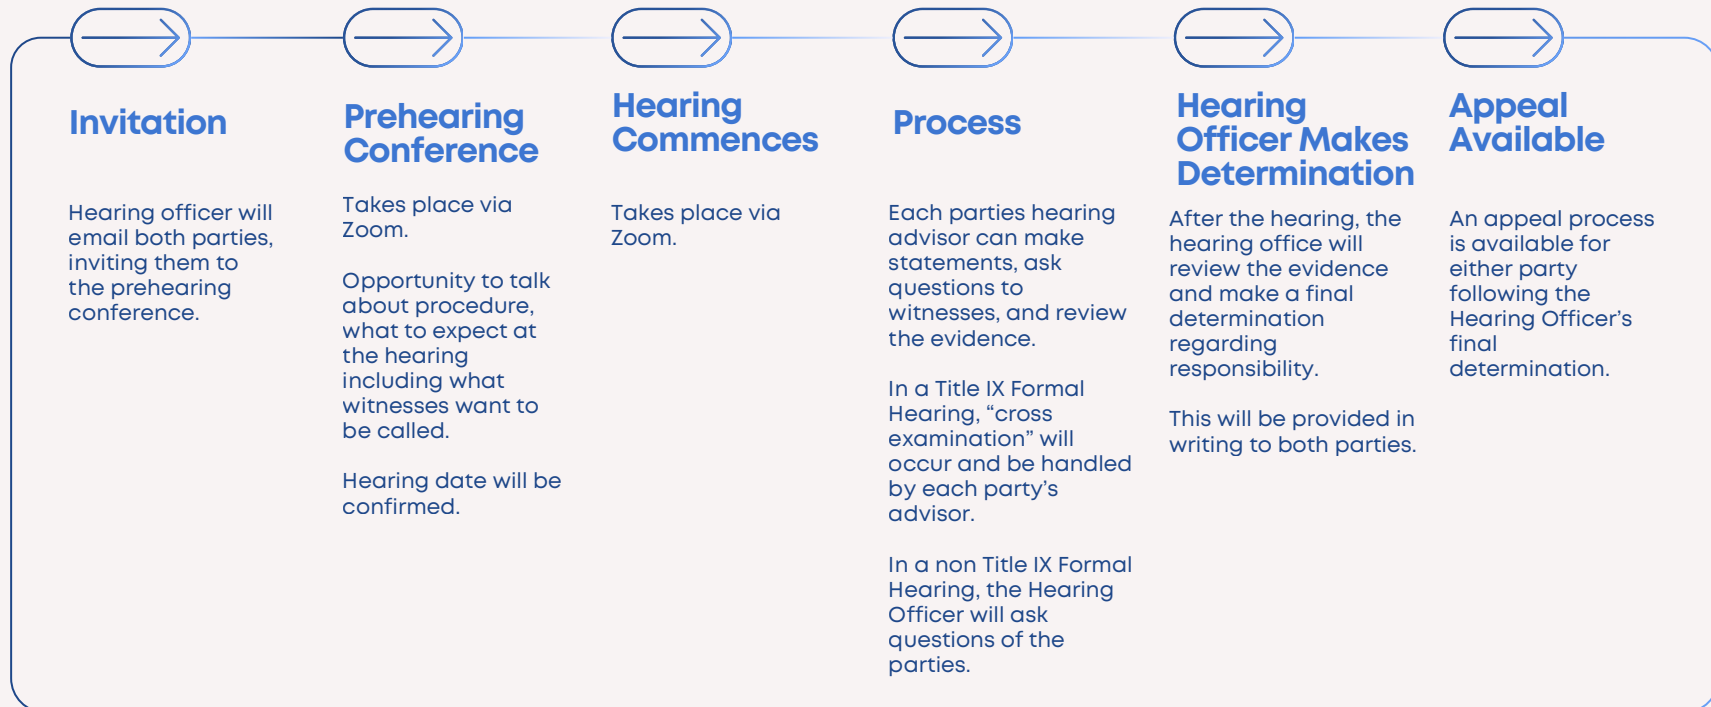 Invitation
Hearing officer will
email both parties,
inviting them to
the prehearing
conference.
Prehearing
Conference
Takes place via
Zoom.
Opportunity to talk
about procedure,
what to expect at
the hearing
including what
witnesses want to
be called.
Hearing date will be
confirmed.
Hearing
Commences
Takes place via
Zoom.
Process
Each parties hearing
advisor can make
statements, ask
questions to
witnesses, and review
the evidence.
In a Title IX Formal
Hearing, “cross
examination” will
occur and be handled
by each party’s
advisor.
In a non Title IX Formal
Hearing, the Hearing
Officer will ask
questions of the
parties.
Hearing
Officer Makes
Determination
After the hearing, the
hearing office will
review the evidence
and make a final
determination
regarding
responsibility.
This will be provided in
writing to both parties.
Appeal
Available
An appeal process
is available for
either party
following the
Hearing Officer’s
final
determination.